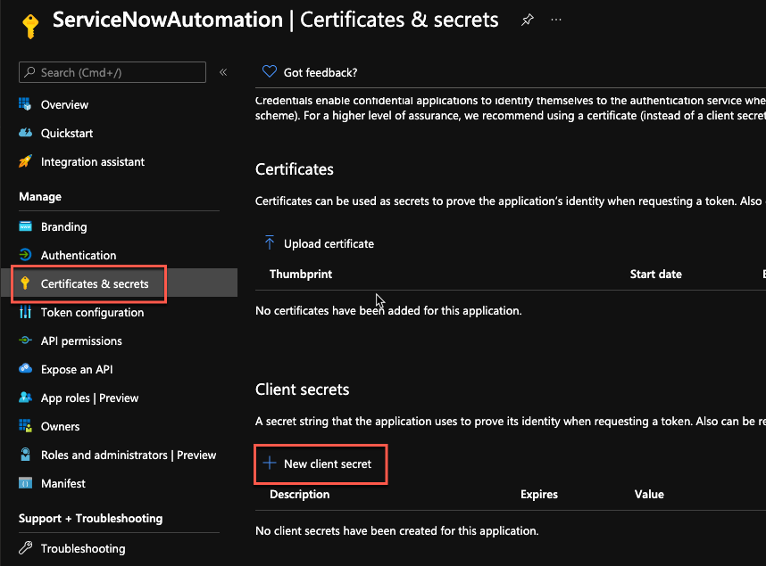 ServiceNowAutomation | Certificates & secrets
Search (Cmd+/)
Overview
Quickstart
Integration assistant
Manage
Branding
Authentication
Certificates & secrets
Token configuration
API permissions
Expose an API
App roles | Preview
Owners
Roles and administrators | Preview
Manifest
Support + Troubleshooting
Troubleshooting
Got feedback?
Credentials enable confidential applications to identify themselves to the authentication service whe
scheme). For a higher level of assurance, we recommend using a certificate (instead of a client secret
Certificates
Certificates can be used as secrets to prove the application's identity when requesting a token. Also
Upload certificate
Thumbprint Start date E
No certificates have been added for this application.
Client secrets
A secret string that the application uses to prove its identity when requesting a token. Also can be re
New client secret
Description Expires Value
No client secrets have been created for this application.